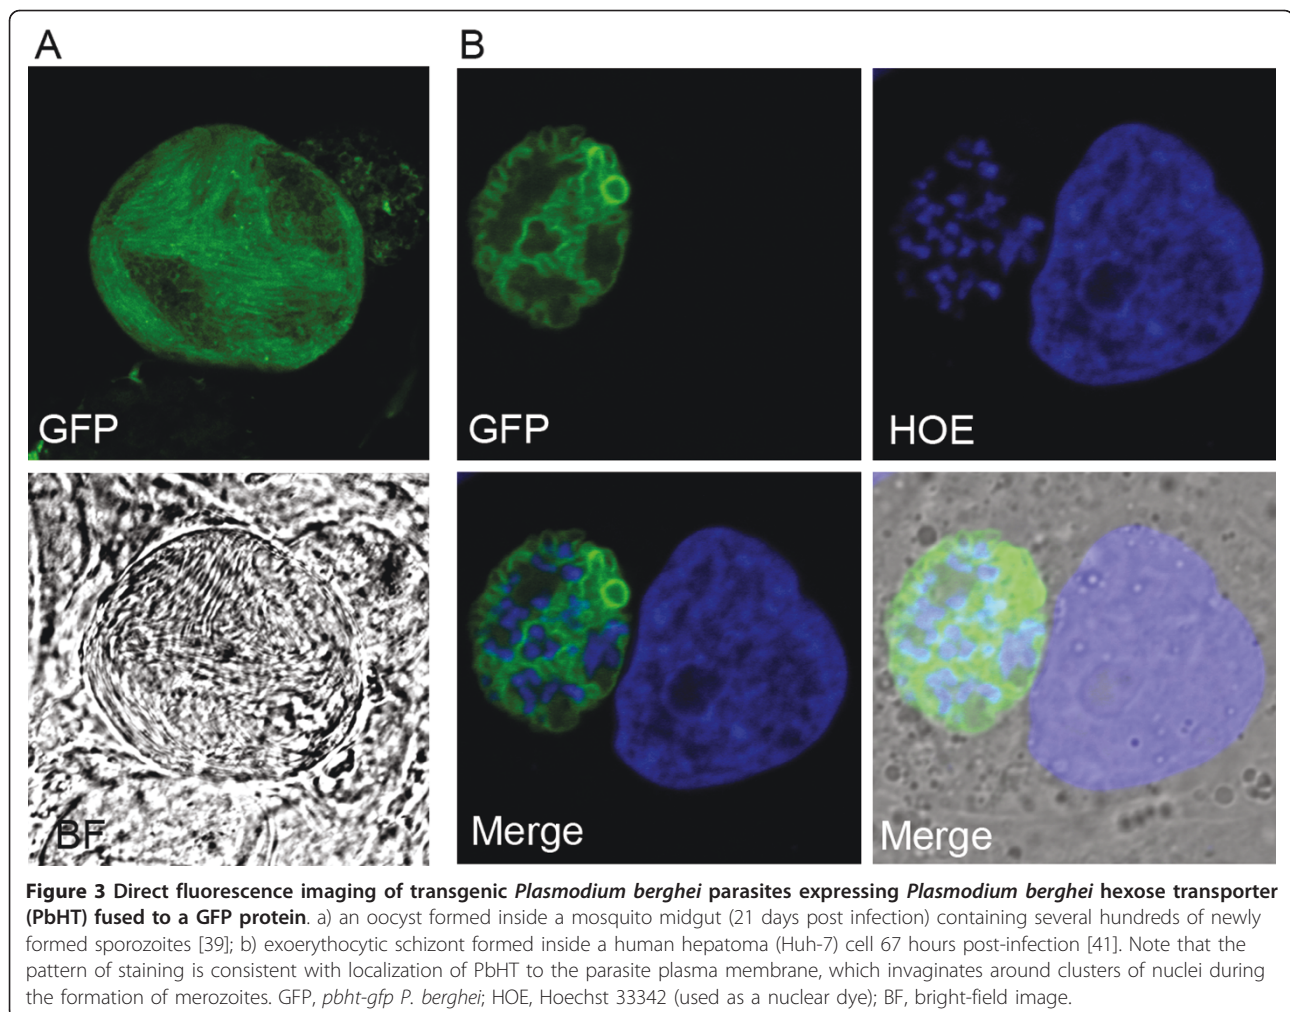 A
B
GFP
GFP
HOE
BF
Merge
Merge
Figure 3 Direct fluorescence imaging of transgenic Plasmodium berghei parasites expressing Plasmodium berghei hexose transporter
(PbHT) fused to a GFP protein. a) an oocyst formed inside a mosquito midgut (21 days post infection) containing several hundreds of newly
formed sporozoites [39]; b) exoerythocytic schizont formed inside a human hepatoma (Huh-7) cell 67 hours post-infection [41]. Note that the
pattern of staining is consistent with localization of PbHT to the parasite plasma membrane, which invaginates around clusters of nuclei during
the formation of merozoites. GFP, pbht-gfp P. berghei; HOE, Hoechst 33342 (used as a nuclear dye); BF, bright-field image.